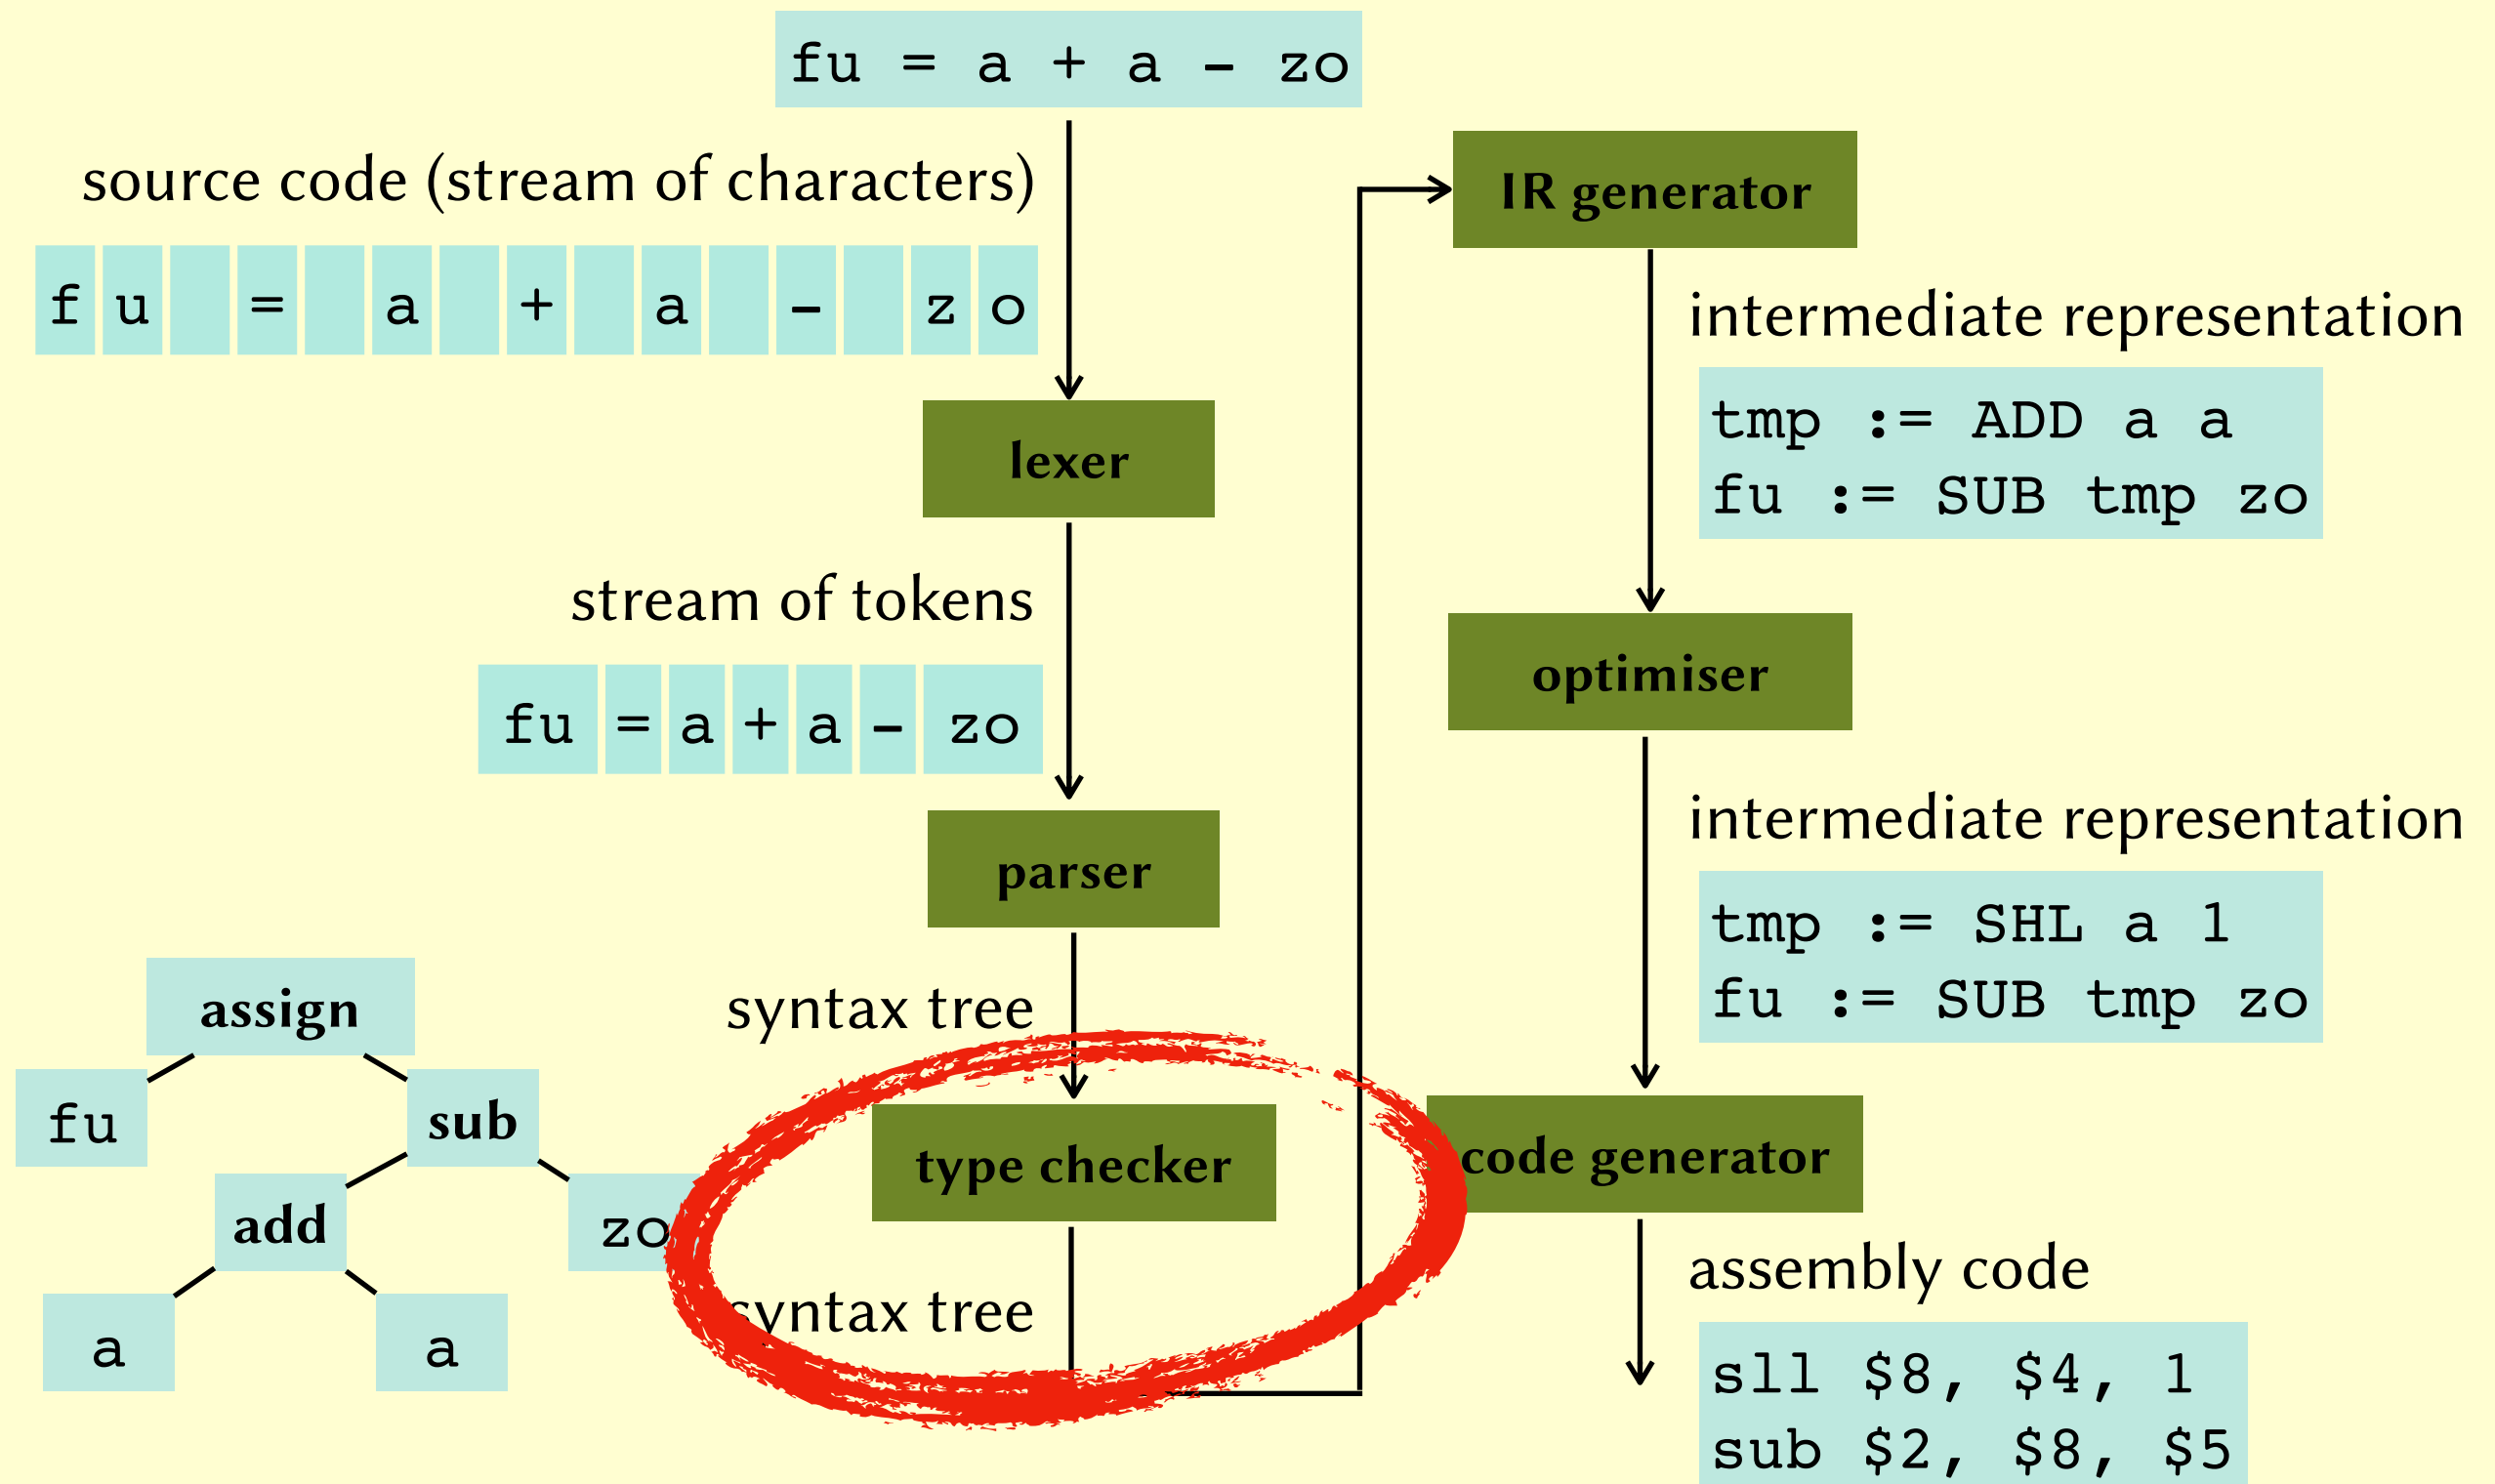 fu = a + a - zo
source code (stream of characters)
f u = a + a - z o
lexer
stream of tokens
fu = a + a - zo
parser
syntax tree
assign
fu sub
add zo
a a
type checker
syntax tree
IR generator
intermediate representation
tmp := ADD a a
fu := SUB tmp zo
optimiser
intermediate representation
tmp := SHL a 1
fu := SUB tmp zo
code generator
assembly code
sll $8, $4, 1
sub $2, $8, $5